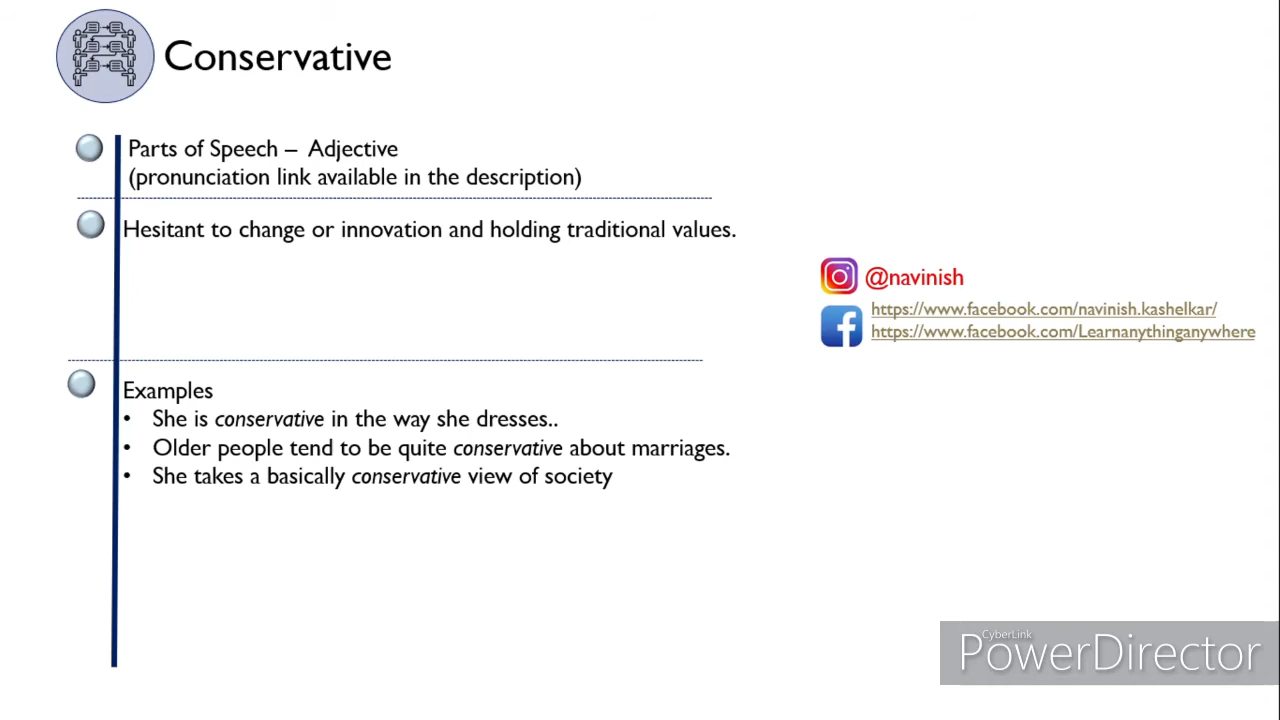 Conservative
Parts of Speech – Adjective
(pronunciation link available in the description)
Hesitant to change or innovation and holding traditional values.
@navinish
https://www.facebook.com/navinish.kashelkar/
https://www.facebook.com/Learnanythinganywhere
Examples
• She is conservative in the way she dresses..
• Older people tend to be quite conservative about marriages.
• She takes a basically conservative view of society
CyberLink
PowerDirector